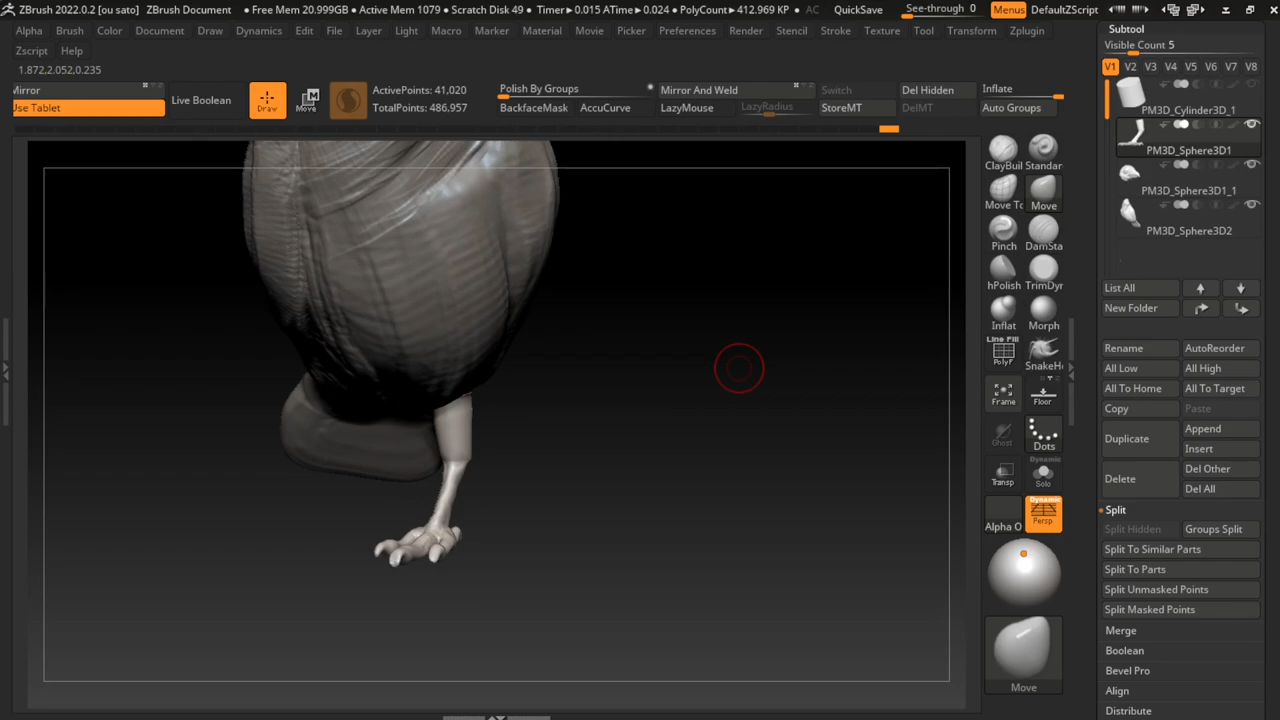 ZBrush 2022.0.2 [ou sato] ZBrush Document • Free Mem 20.999GB • Active Mem 1079 • Scratch Disk 49 • Timer▸0.015 ATime▸0.024 • PolyCount▸412.969 KP • AC QuickSave See-through 0 Menus DefaultZScript
Alpha Brush Color Document Draw Dynamics Edit File Layer Light Macro Marker Material Movie Picker Preferences Render Stencil Stroke Texture Tool Transform Zplugin
Zscript Help
1.872,2.052,0.235
Mirror
Use Tablet
Live Boolean
Draw
Move
M
ActivePoints: 41,020
TotalPoints: 486,957
Polish By Groups
BackfaceMask AccuCurve
Mirror And Weld
LazyMouse LazyRadius
Switch
StoreMT
Del Hidden
DelMT
Inflate
Auto Groups
ClayBuil Standar
Move To Move
Pinch DamSta
hPolish TrimDyr
Inflat Morph
Line Fill
PolyF SnakeHo
Frame Floor
Ghost Dots
Transp Dynamic
Solo
Alpha O Dynamic
Persp
Move
Subtool
Visible Count 5
V1 V2 V3 V4 V5 V6 V7 V8
PM3D_Cylinder3D_1
PM3D_Sphere3D1
PM3D_Sphere3D1_1
PM3D_Sphere3D2
List All
New Folder
Rename AutoReorder
All Low All High
All To Home All To Target
Copy Paste
Duplicate Append
Insert
Delete Del Other
Del All
Split
Split Hidden Groups Split
Split To Similar Parts
Split To Parts
Split Unmasked Points
Split Masked Points
Merge
Boolean
Bevel Pro
Align
Distribute